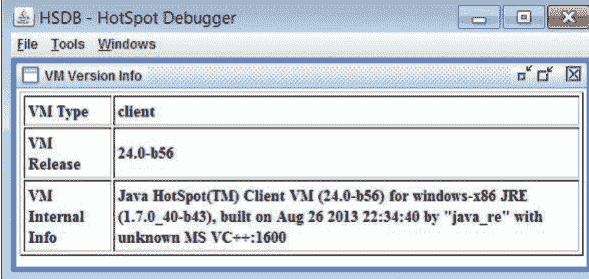 HSDB - HotSpot Debugger
File Tools Windows
VM Version Info
VM Type client
VM
Release
24.0-b56
VM
Internal
Info
Java HotSpot(TM) Client VM (24.0-b56) for windows-x86 JRE
(1.7.0_40-b43), built on Aug 26 2013 22:34:40 by "java_re" with
unknown MS VC++:1600